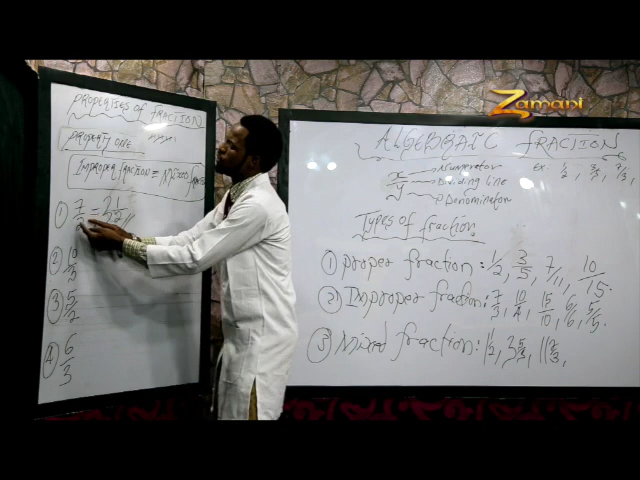 Zamani
PROPERTIES OF FRACTION
PROPERTY ONE
IMPROPER FRACTION = MIXED
① 7/2 = 3 1/2
② 10/3
③ 5/2
④ 6/3
ALGEBRAIC FRACTION
x → Numerator
— → Dividing line
y → Denominator
Ex: 1/2, 3/5, 7/3,
Types of fraction
① Proper fraction: 1/2, 3/5, 7/11, 10/15.
② Improper fraction: 7/3, 10/4, 15/10, 6/6, 5/5.
③ Mixed fraction: 1 1/2, 3 5/3, 11 2/3,